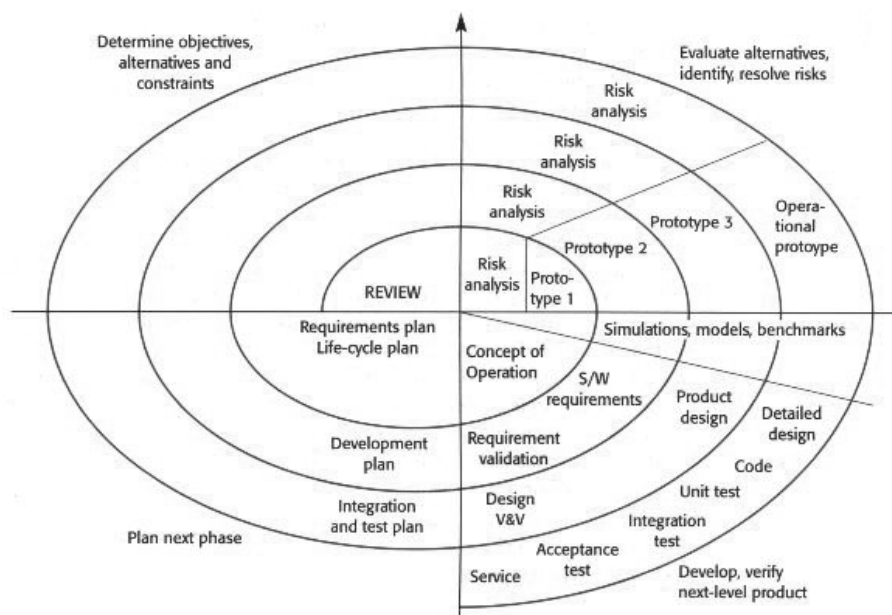 Determine objectives,
alternatives and
constraints
Evaluate alternatives,
identify, resolve risks
Risk
analysis
Risk
analysis
Risk
analysis
Risk
analysis
Proto-
type 1
Prototype 2
Prototype 3
Opera-
tional
protoype
REVIEW
Requirements plan
Life-cycle plan
Simulations, models, benchmarks
Concept of
Operation
S/W
requirements
Product
design
Detailed
design
Development
plan
Requirement
validation
Code
Unit test
Integration
and test plan
Design
V&V
Integration
test
Plan next phase
Acceptance
test
Service
Develop, verify
next-level product